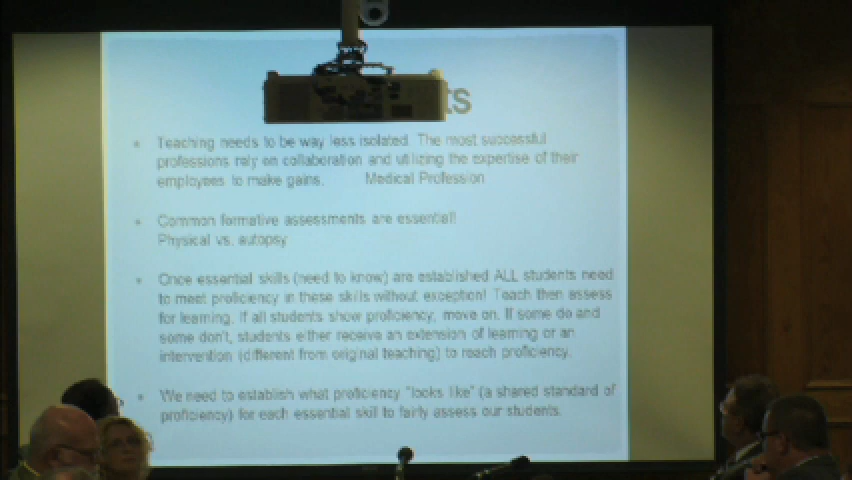 Teaching needs to be way less isolated. The most successful
professions rely on collaboration and utilizing the expertise of their
employees to make gains. Medical Profession
Common formative assessments are essential!
Physical vs. autopsy
Once essential skills (need to know) are established ALL students need
to meet proficiency in these skills without exception! Teach then assess
for learning. If all students show proficiency, move on. If some do and
some don't, students either receive an extension of learning or an
intervention (different from original teaching) to reach proficiency.
We need to establish what proficiency "looks like" (a shared standard of
proficiency) for each essential skill to fairly assess our students.